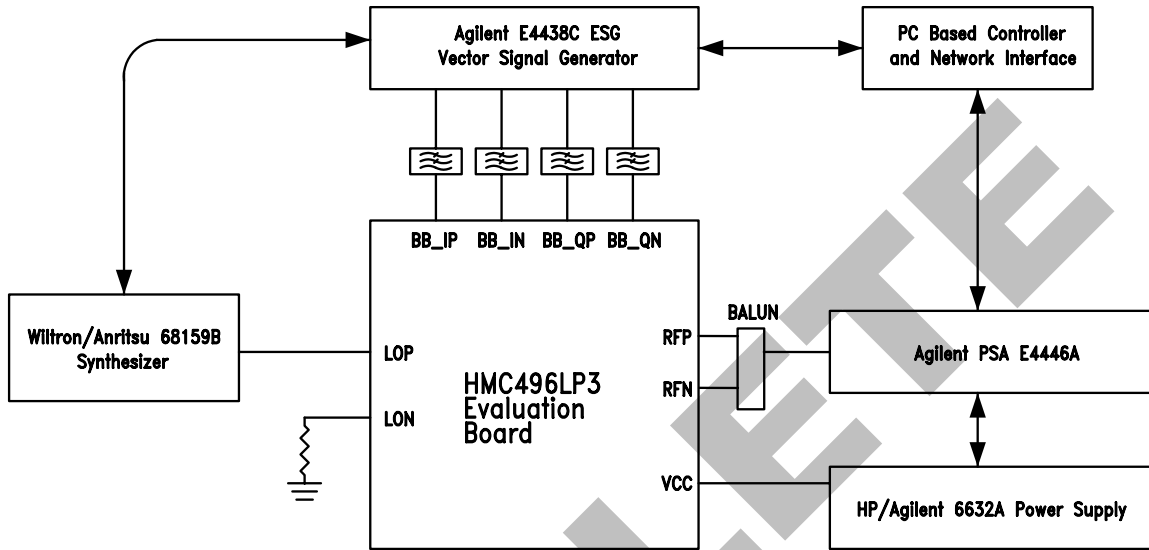 Agilent E4438C ESG
Vector Signal Generator
PC Based Controller
and Network Interface
BB_IP BB_IN BB_QP BB_QN
Wiltron/Anritsu 68159B
Synthesizer
LOP
LON
HMC496LP3
Evaluation
Board
RFP
RFN
VCC
BALUN
Agilent PSA E4446A
HP/Agilent 6632A Power Supply
LETE